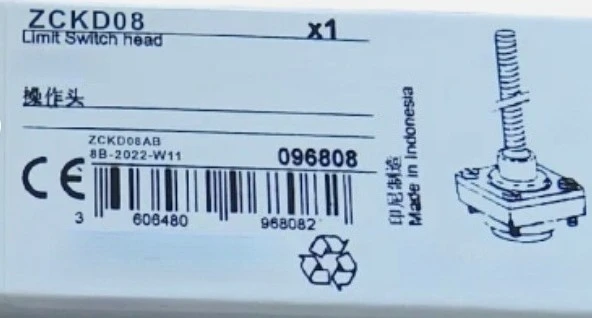 ZCKD08
x1
Limit Switch head
操作头
ZCKD08AB
8B-2022-W11
096808
CE
3 606480 968082
印尼制造
Made in Indonesia